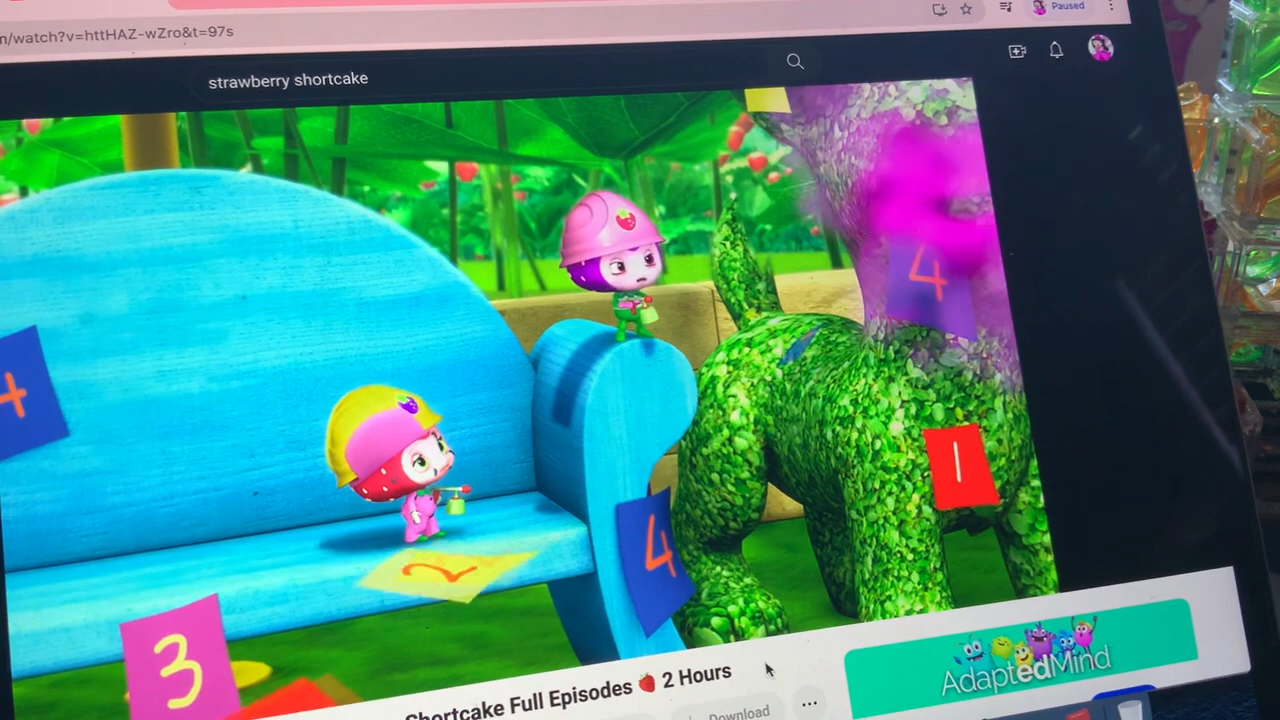 Paused
n/watch?v=httHAZ-wZro&t=97s
strawberry shortcake
4
4
1
4
2
3
Shortcake Full Episodes 🍓 2 Hours
Download
AdaptedMind